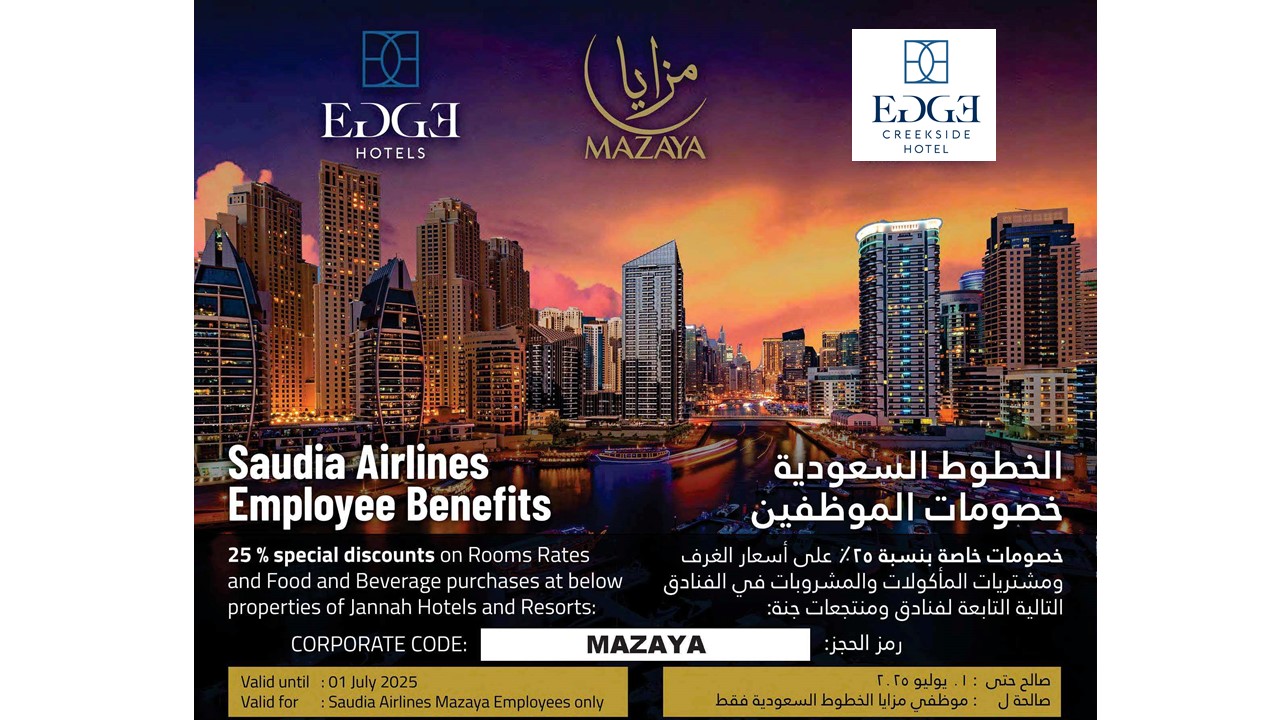 EDGE
HOTELS
مزايا
MAZAYA
EDGE
CREEKSIDE
HOTEL
Saudia Airlines
Employee Benefits
الخطوط السعودية
خصومات الموظفين
25 % special discounts on Rooms Rates
and Food and Beverage purchases at below
properties of Jannah Hotels and Resorts:
خصومات خاصة بنسبة ٢٥٪ على أسعار الغرف
ومشتريات المأكولات والمشروبات في الفنادق
التالية التابعة لفنادق ومنتجعات جنة:
CORPORATE CODE: MAZAYA رمز الحجز:
Valid until : 01 July 2025
Valid for : Saudia Airlines Mazaya Employees only
صالح حتى : ٠١ يوليو ٢٠٢٥
صالحة ل : موظفي مزايا الخطوط السعودية فقط